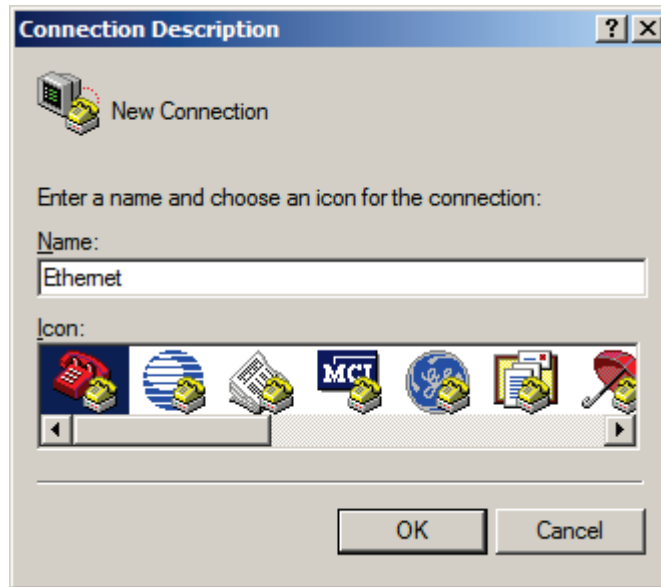 Connection Description
New Connection
Enter a name and choose an icon for the connection:
Name:
Ethernet
Icon:
MCI
OK
Cancel